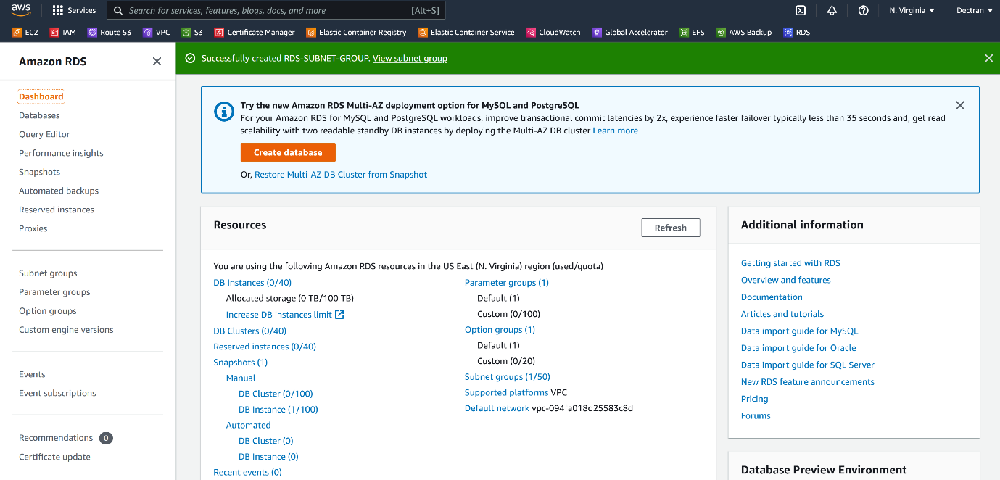 aws
Services
Search for services, features, blogs, docs, and more
[Alt+S]
N. Virginia
Dectran
EC2
IAM
Route 53
VPC
S3
Certificate Manager
Elastic Container Registry
Elastic Container Service
CloudWatch
Global Accelerator
EFS
AWS Backup
RDS
Amazon RDS
Dashboard
Databases
Query Editor
Performance insights
Snapshots
Automated backups
Reserved instances
Proxies
Subnet groups
Parameter groups
Option groups
Custom engine versions
Events
Event subscriptions
Recommendations 0
Certificate update
Successfully created RDS-SUBNET-GROUP. View subnet group
Try the new Amazon RDS Multi-AZ deployment option for MySQL and PostgreSQL
For your Amazon RDS for MySQL and PostgreSQL workloads, improve transactional commit latencies by 2x, experience faster failover typically less than 35 seconds and, get read
scalability with two readable standby DB instances by deploying the Multi-AZ DB cluster Learn more
Create database
Or, Restore Multi-AZ DB Cluster from Snapshot
Resources
Refresh
You are using the following Amazon RDS resources in the US East (N. Virginia) region (used/quota)
DB Instances (0/40)
Allocated storage (0 TB/100 TB)
Increase DB instances limit
DB Clusters (0/40)
Reserved instances (0/40)
Snapshots (1)
Manual
DB Cluster (0/100)
DB Instance (1/100)
Automated
DB Cluster (0)
DB Instance (0)
Recent events (0)
Parameter groups (1)
Default (1)
Custom (0/100)
Option groups (1)
Default (1)
Custom (0/20)
Subnet groups (1/50)
Supported platforms VPC
Default network vpc-094fa018d25583c8d
Additional information
Getting started with RDS
Overview and features
Documentation
Articles and tutorials
Data import guide for MySQL
Data import guide for Oracle
Data import guide for SQL Server
New RDS feature announcements
Pricing
Forums
Database Preview Environment